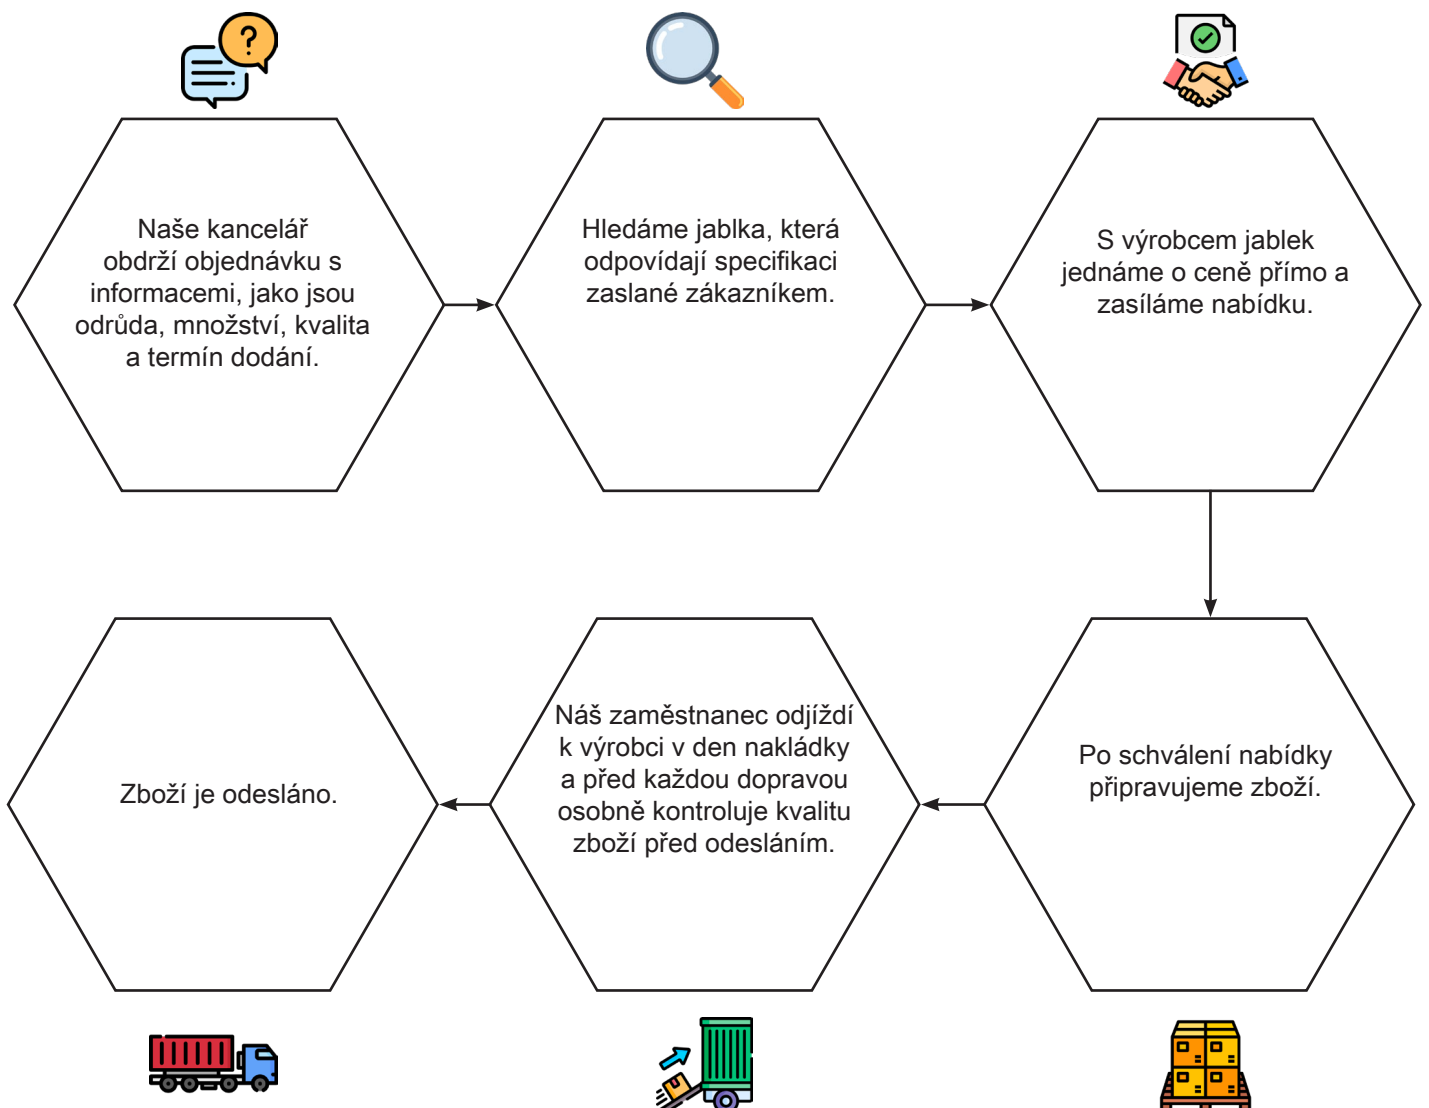 Naše kancelář
obdrží objednávku s
informacemi, jako jsou
odrůda, množství, kvalita
a termín dodání.
Hledáme jablka, která
odpovídají specifikaci
zaslané zákazníkem.
S výrobcem jablek
jednáme o ceně přímo a
zasíláme nabídku.
Po schválení nabídky
připravujeme zboží.
Náš zaměstnanec odjíždí
k výrobci v den nakládky
a před každou dopravou
osobně kontroluje kvalitu
zboží před odesláním.
Zboží je odesláno.